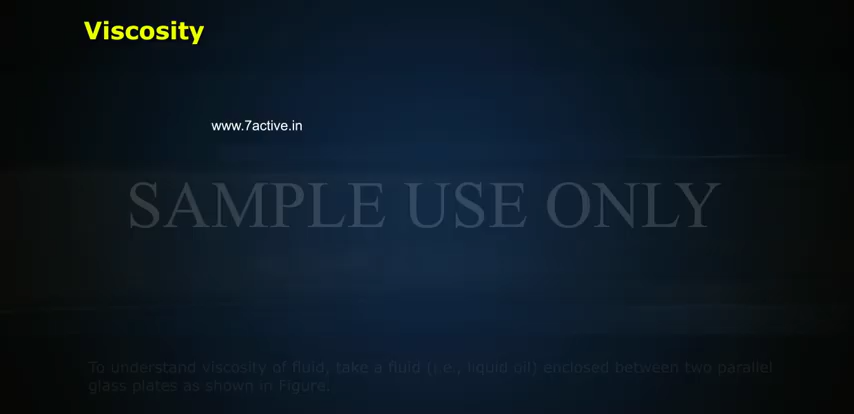 Viscosity
www.7active.in
SAMPLE USE ONLY
To understand viscosity of fluid, take a fluid (i.e., liquid oil) enclosed between two parallel
glass plates as shown in Figure.